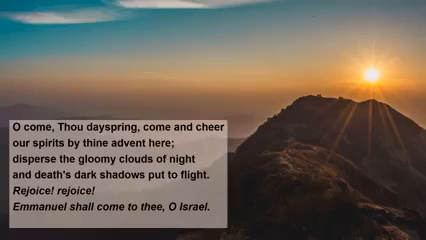 O come, Thou dayspring, come and cheer
our spirits by thine advent here;
disperse the gloomy clouds of night
and death's dark shadows put to flight.
Rejoice! rejoice!
Emmanuel shall come to thee, O Israel.